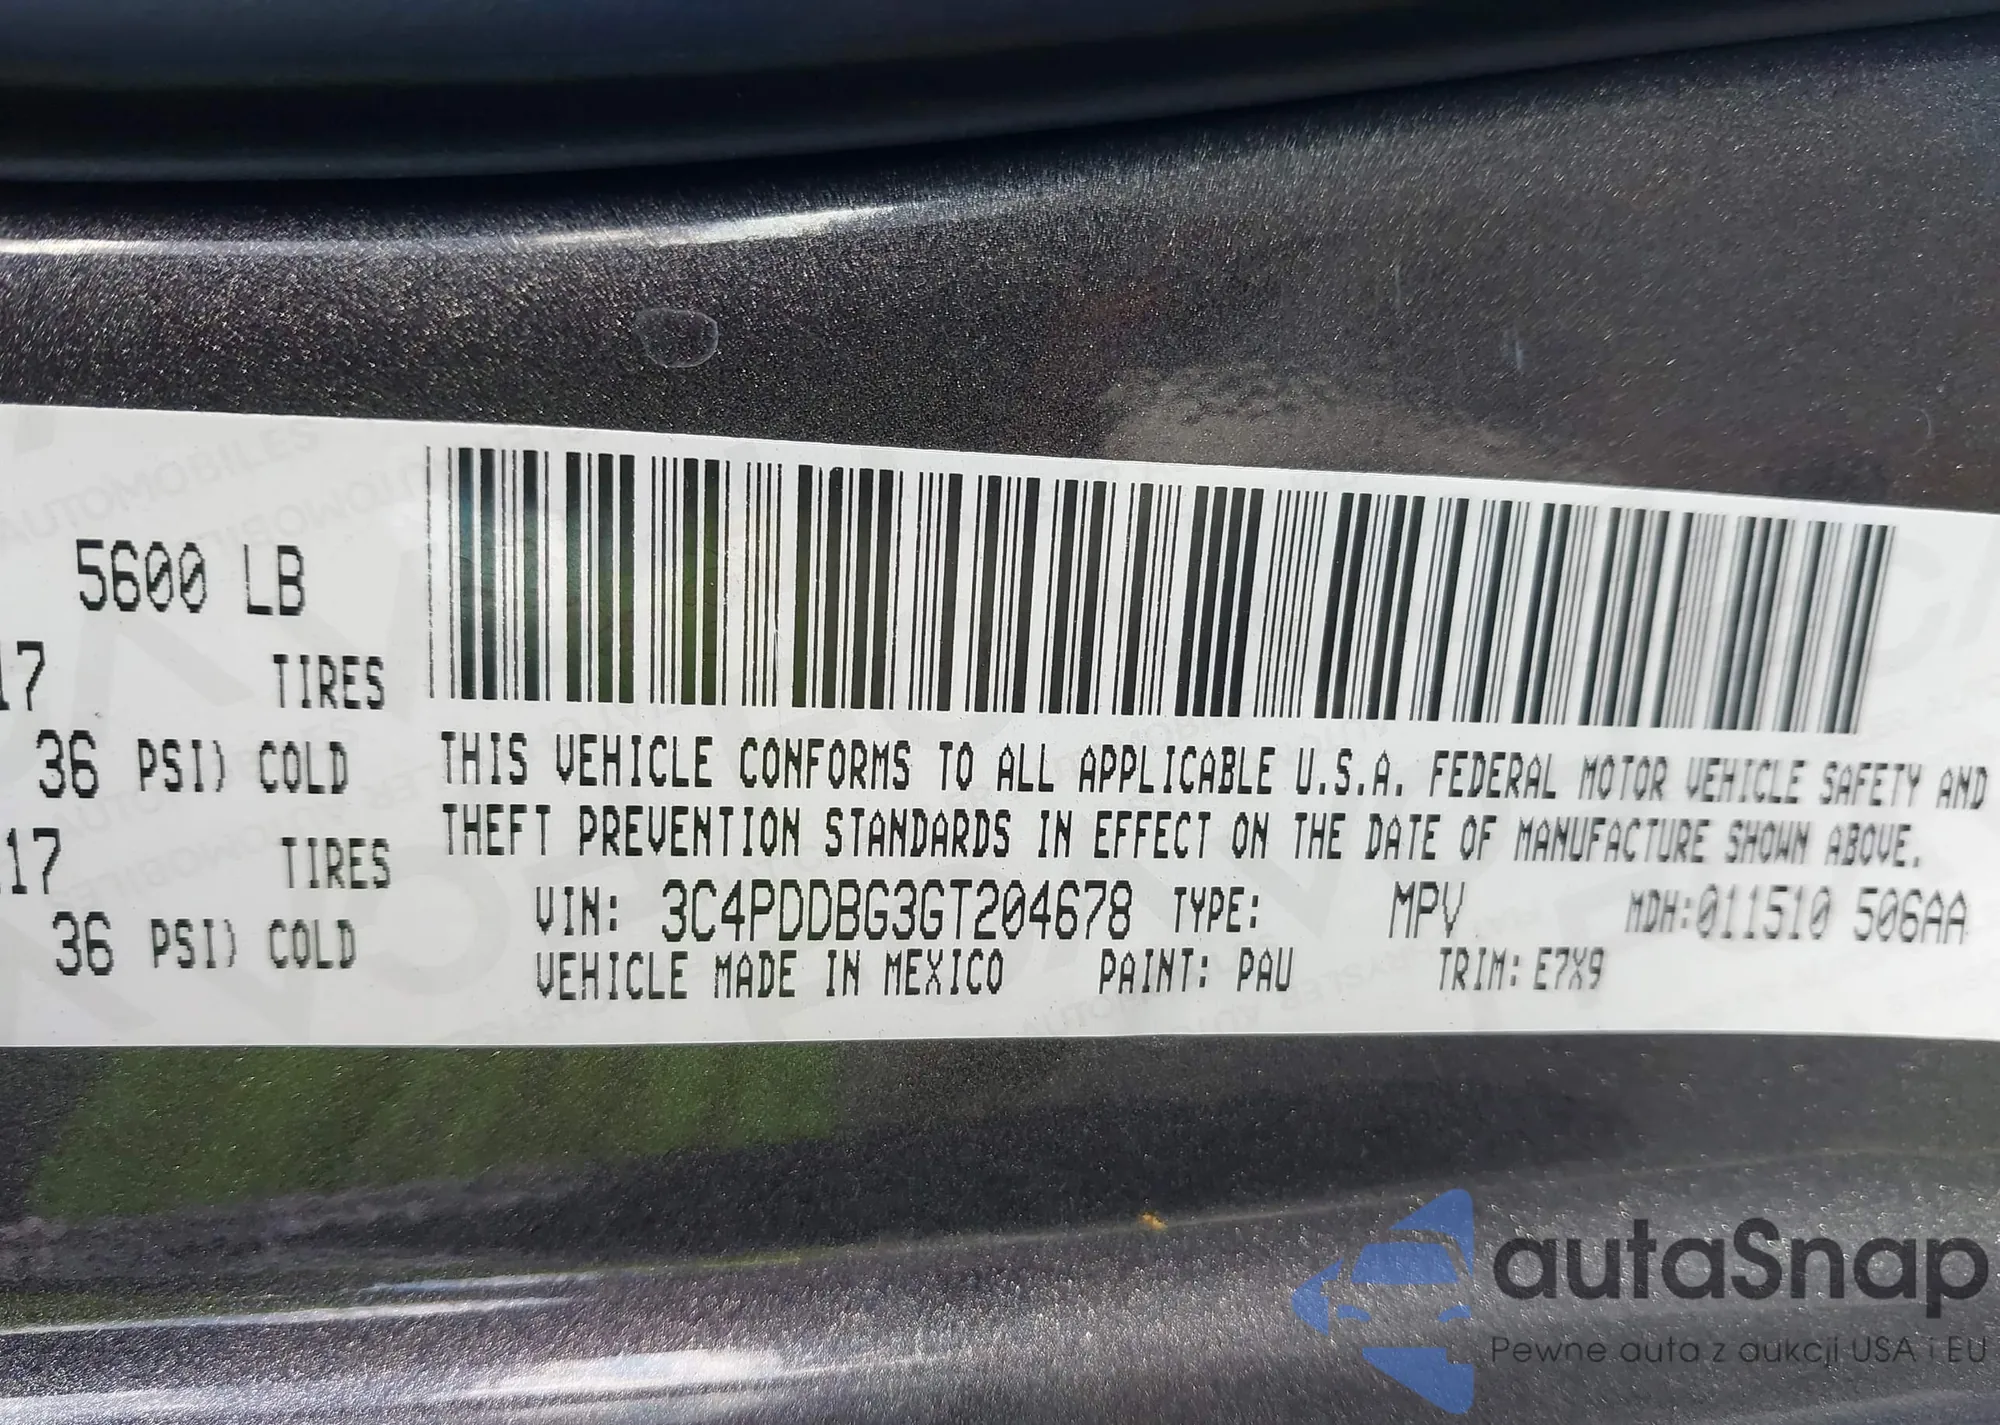 5600 LB
17 TIRES
36 PSI) COLD
17 TIRES
36 PSI) COLD
THIS VEHICLE CONFORMS TO ALL APPLICABLE U.S.A. FEDERAL MOTOR VEHICLE SAFETY AND
THEFT PREVENTION STANDARDS IN EFFECT ON THE DATE OF MANUFACTURE SHOWN ABOVE.
VIN: 3C4PDDBG3GT204678 TYPE: MPV MDH:011510 506AA
VEHICLE MADE IN MEXICO PAINT: PAU TRIM: E7X9
autaSnap
Pewne auta z aukcji USA i EU